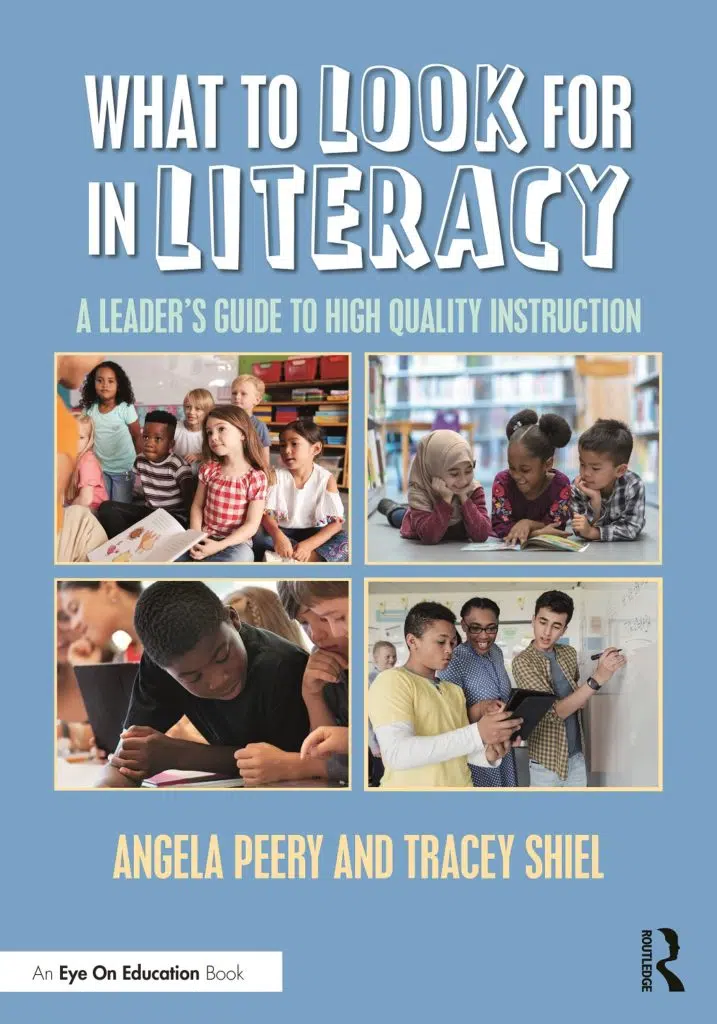 WHAT TO LOOK FOR
IN LITERACY
A LEADER'S GUIDE TO HIGH QUALITY INSTRUCTION
ANGELA PEERY AND TRACEY SHIEL
An Eye On Education Book
ROUTLEDGE